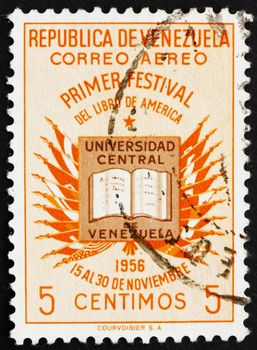 REPUBLICA DE VENEZUELA
CORREO AEREO
PRIMER FESTIVAL
DEL LIBRO DE AMERICA
UNIVERSIDAD
CENTRAL
DE
VENEZUELA
1956
15 AL 30 DE NOVIEMBRE
5 CENTIMOS 5
COURVOISIER S.A.